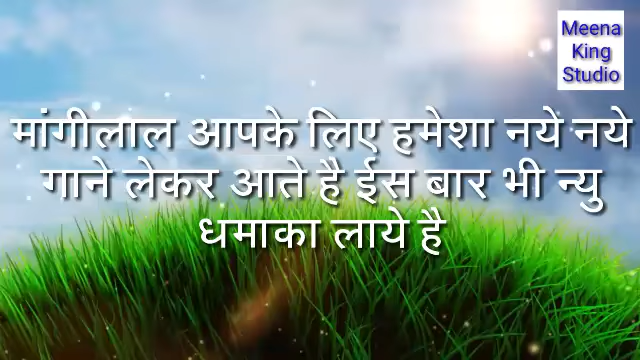 Meena
King
Studio
मांगीलाल आपके लिए हमेशा नये नये
गाने लेकर आते है ईस बार भी न्यु
धमाका लाये है